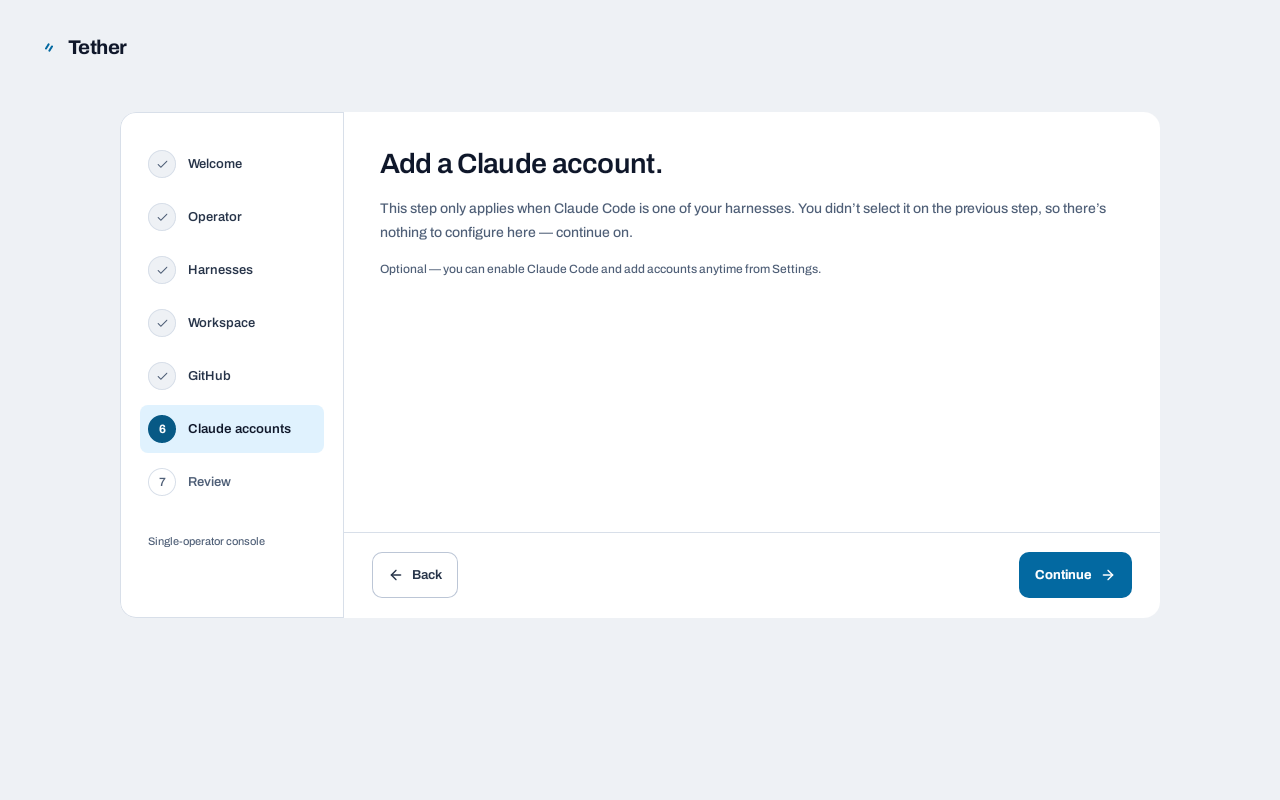 Tether
Welcome
Operator
Harnesses
Workspace
GitHub
6 Claude accounts
7 Review
Single-operator console
Add a Claude account.
This step only applies when Claude Code is one of your harnesses. You didn’t select it on the previous step, so there’s
nothing to configure here — continue on.
Optional — you can enable Claude Code and add accounts anytime from Settings.
Back
Continue